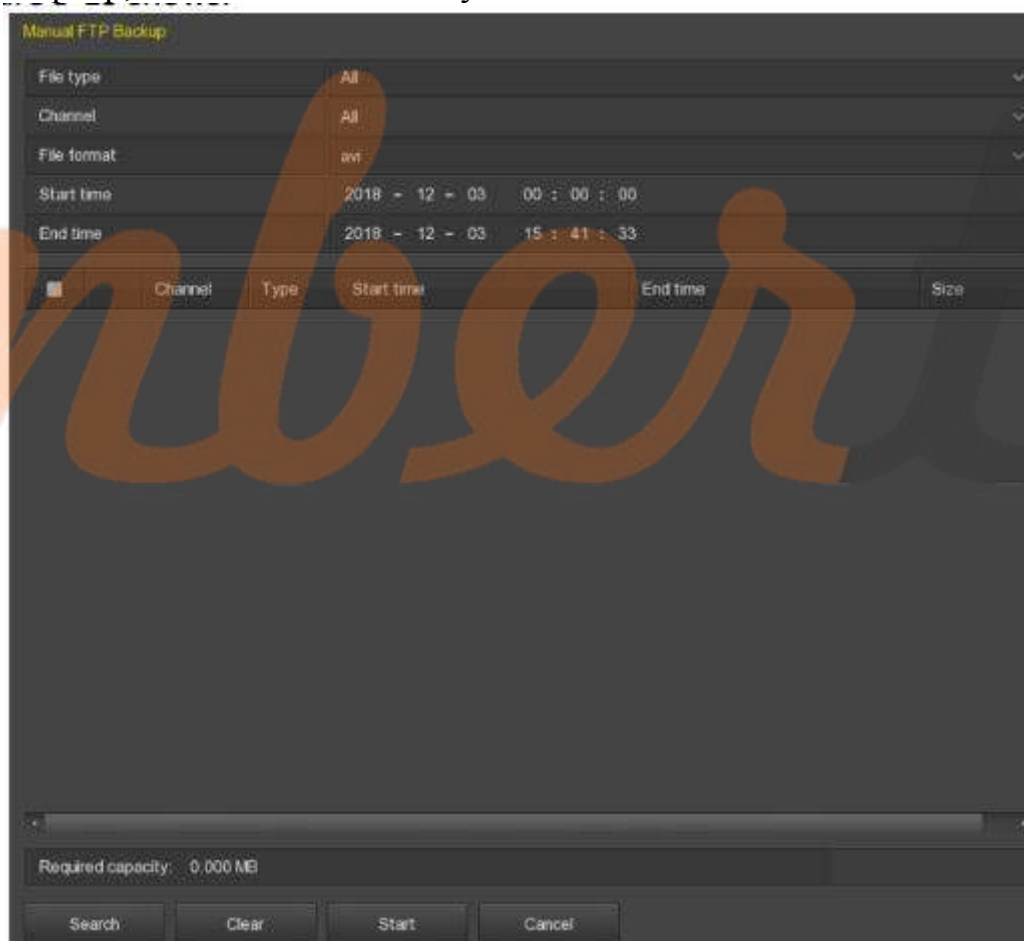 Manual FTP Backup
File type All
Channel All
File format avi
Start time 2018 - 12 - 03 00 : 00 : 00
End time 2018 - 12 - 03 15 : 41 : 33
Channel Type Start time End time Size
Required capacity: 0.000 MB
Search Clear Start Cancel